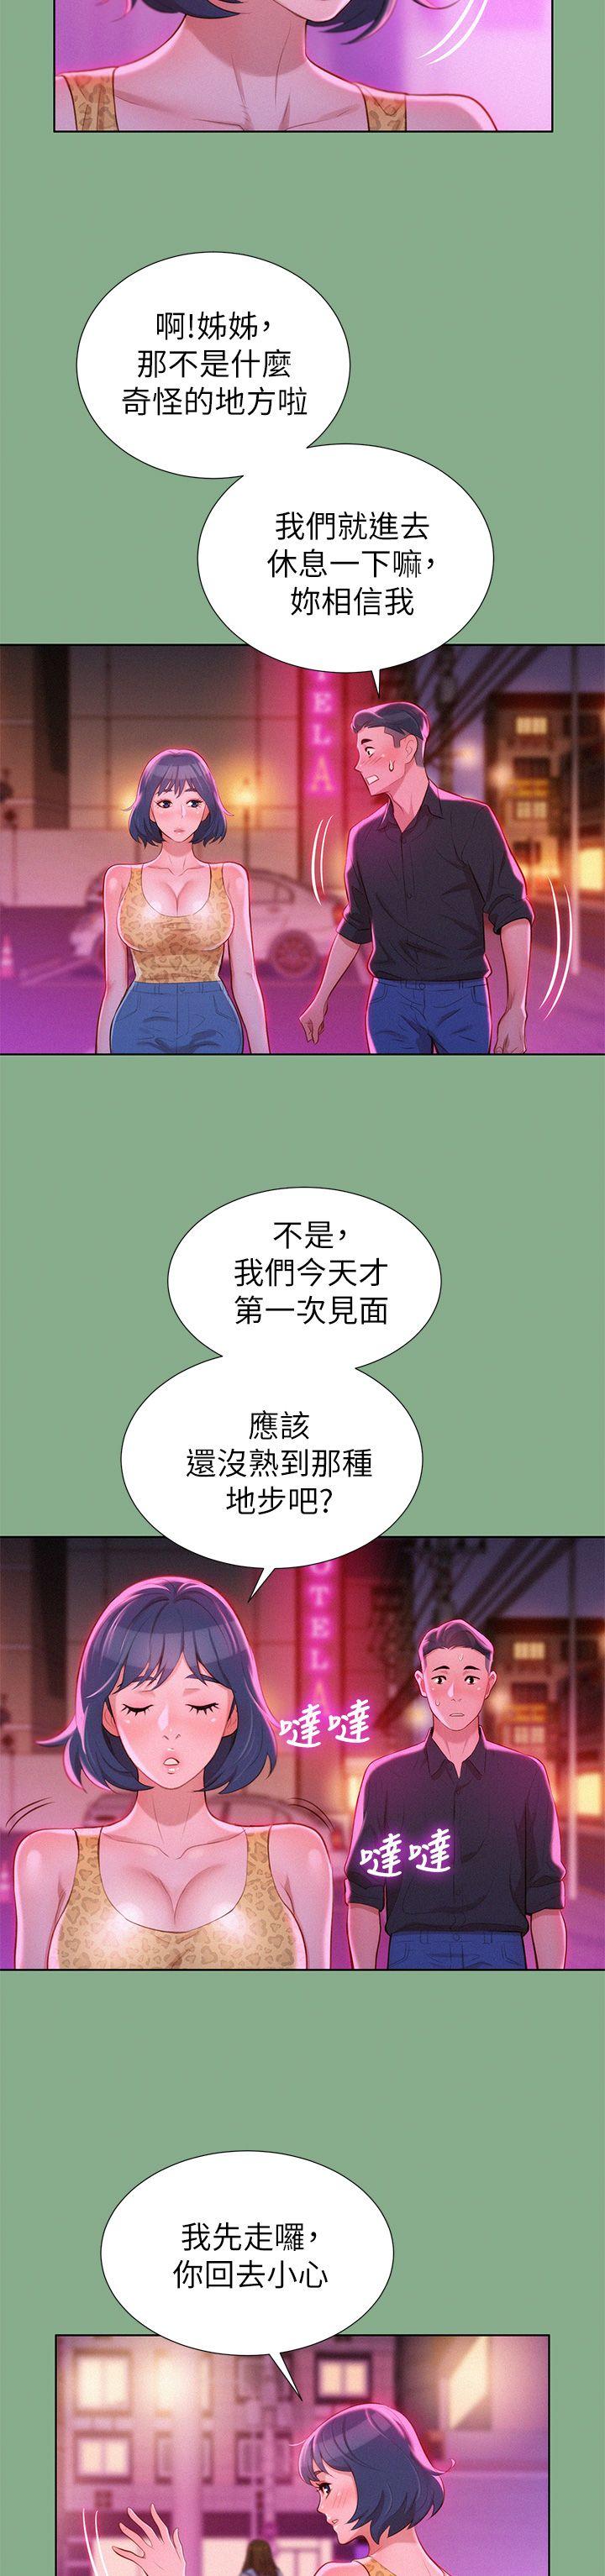 啊!姊姊，
那不是什麼
奇怪的地方啦
我們就進去
休息一下嘛，
妳相信我
TELA
不是，
我們今天才
第一次見面
應該
還沒熟到那種
地步吧?
OTEL
噠噠
噠噠
我先走囉，
你回去小心